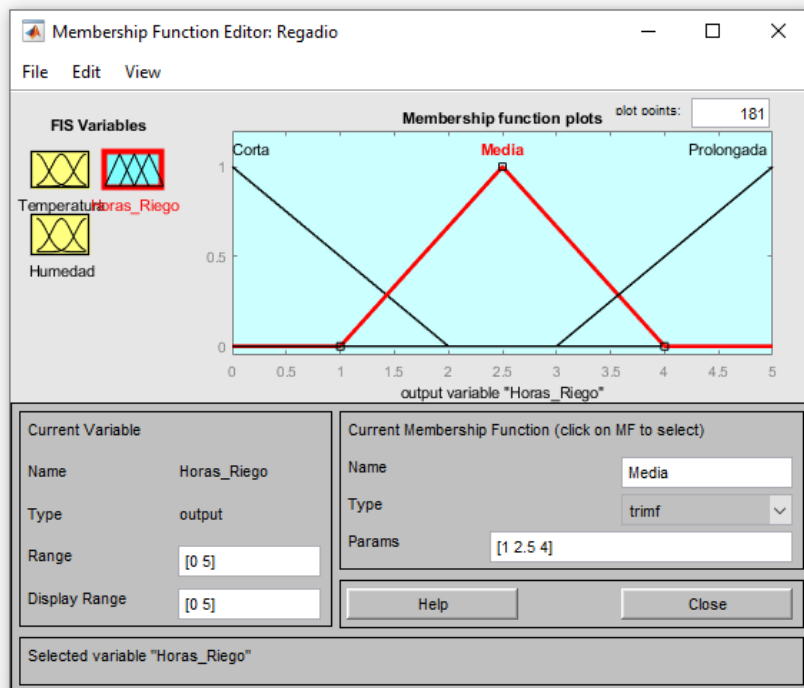 Membership Function Editor: Regadio
File Edit View
FIS Variables
Membership function plots
plot points: 181
Temperatura
Horas_Riego
Humedad
Corta Media Prolongada
1
0.5
0
0 0.5 1 1.5 2 2.5 3 3.5 4 4.5 5
output variable "Horas_Riego"
Current Variable
Name Horas_Riego
Type output
Range [0 5]
Display Range [0 5]
Current Membership Function (click on MF to select)
Name Media
Type trimf
Params [1 2.5 4]
Help Close
Selected variable "Horas_Riego"